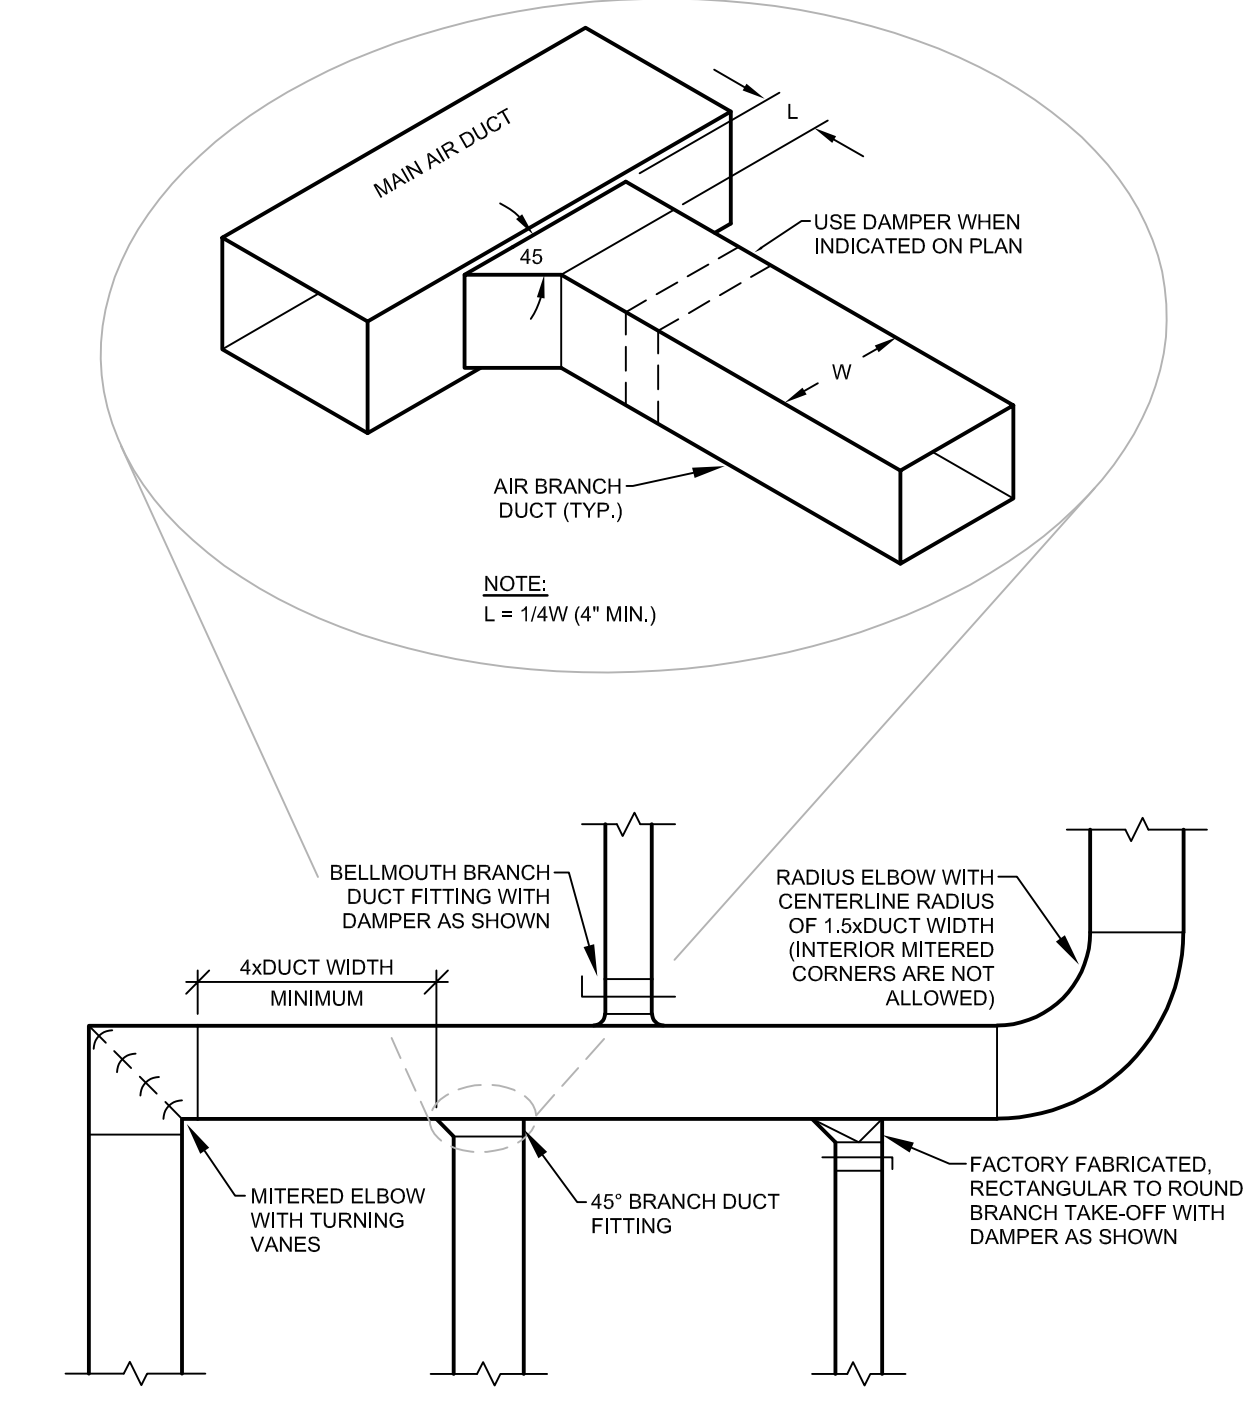 MAIN AIR DUCT
L
USE DAMPER WHEN
INDICATED ON PLAN
45
W
AIR BRANCH
DUCT (TYP.)
NOTE:
L = 1/4W (4" MIN.)
BELLMOUTH BRANCH
DUCT FITTING WITH
DAMPER AS SHOWN
RADIUS ELBOW WITH
CENTERLINE RADIUS
OF 1.5xDUCT WIDTH
(INTERIOR MITERED
CORNERS ARE NOT
ALLOWED)
4xDUCT WIDTH
MINIMUM
MITERED ELBOW
WITH TURNING
VANES
45° BRANCH DUCT
FITTING
FACTORY FABRICATED,
RECTANGULAR TO ROUND
BRANCH TAKE-OFF WITH
DAMPER AS SHOWN